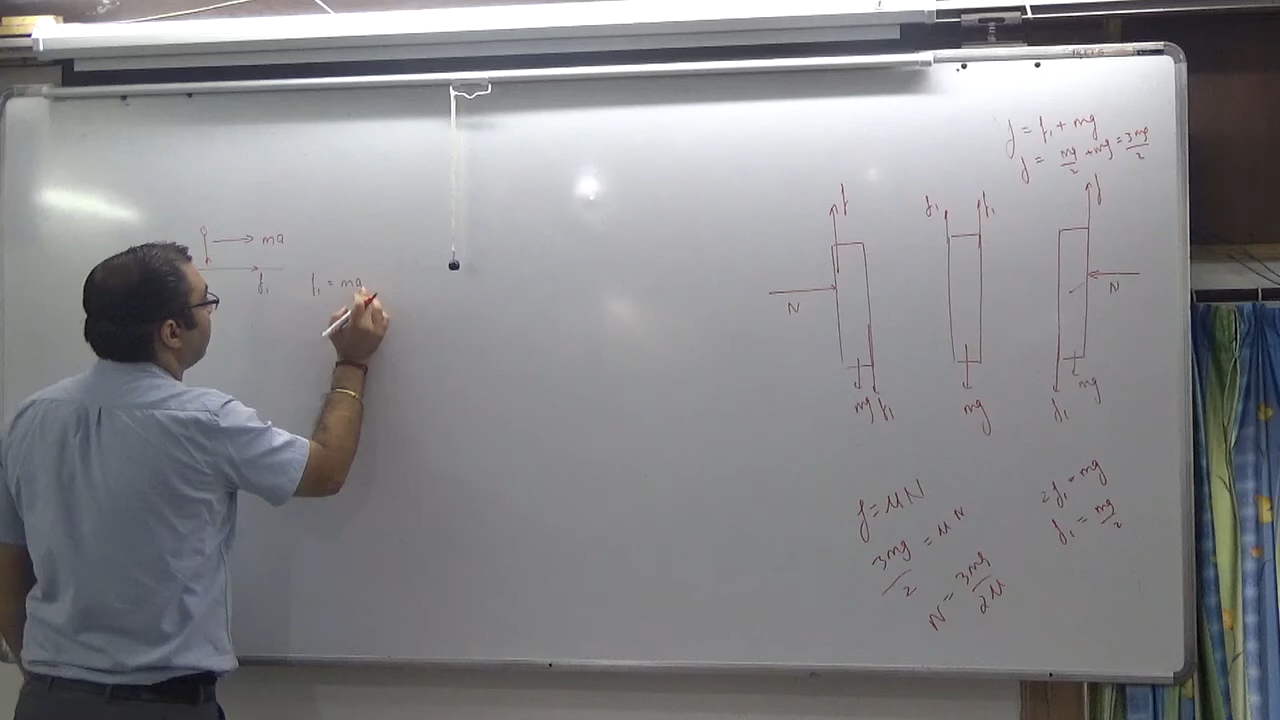 ma
f₁
f₁ = ma
f = f₁ + mg
f = mg/2 + mg = 3mg/2
f
N
mg f₁
f₁ f₁
mg
f
N
mg
f₁
f = μN
3mg/2 = μN
N = 3mg/2μ
2f₁ = mg
f₁ = mg/2